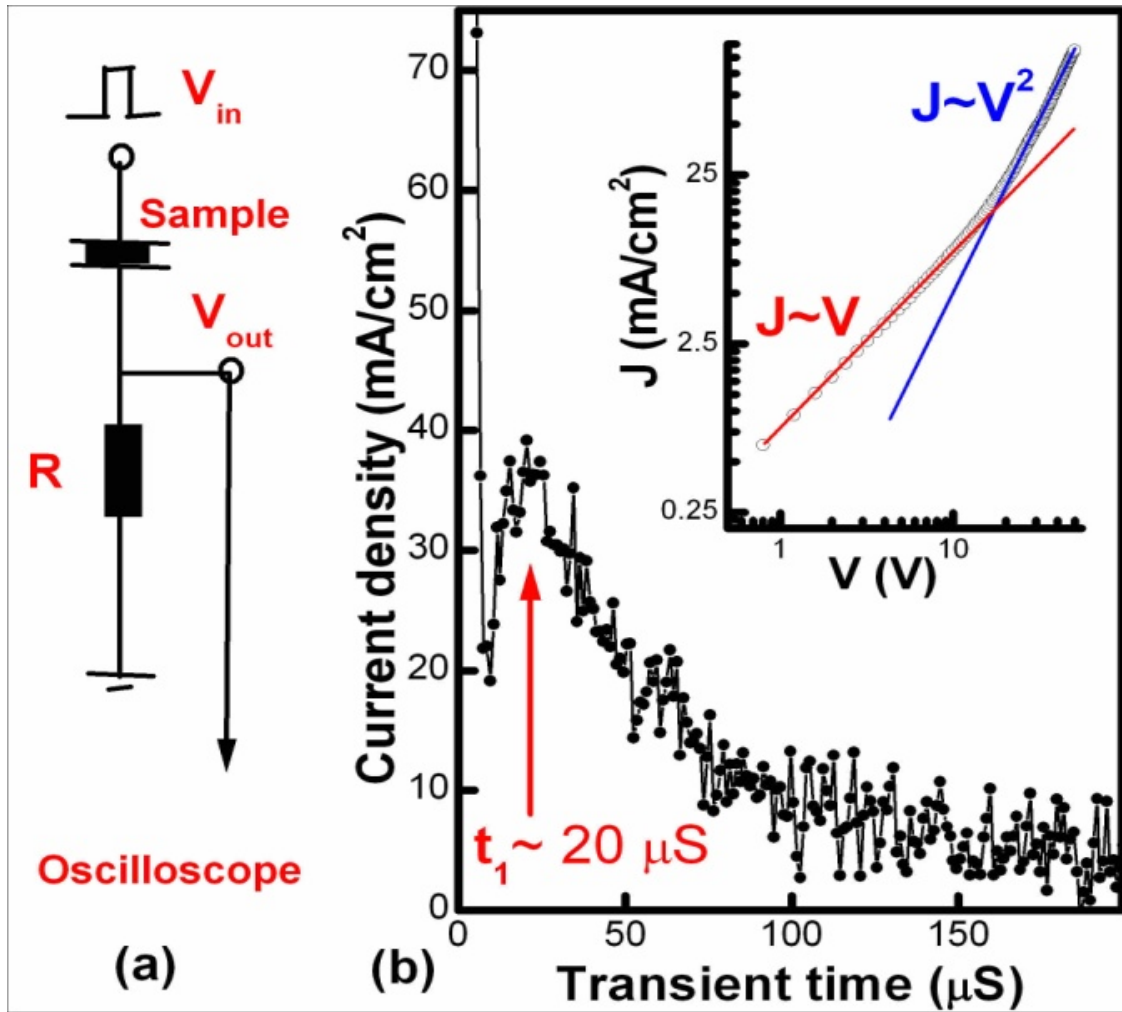 V_in
Sample
V_out
R
Oscilloscope
(a)
Current density (mA/cm²)
70
60
50
40
30
20
10
0
0
50
100
150
Transient time (μS)
(b)
t₁~ 20 μS
J (mA/cm²)
25
2.5
0.25
1
10
V (V)
J~V²
J~V